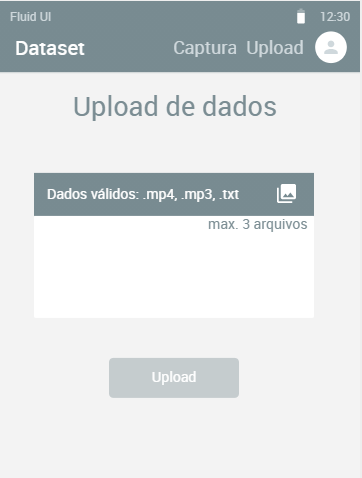 Fluid UI 12:30
Dataset Captura Upload
Upload de dados
Dados válidos: .mp4, .mp3, .txt
max. 3 arquivos
Upload